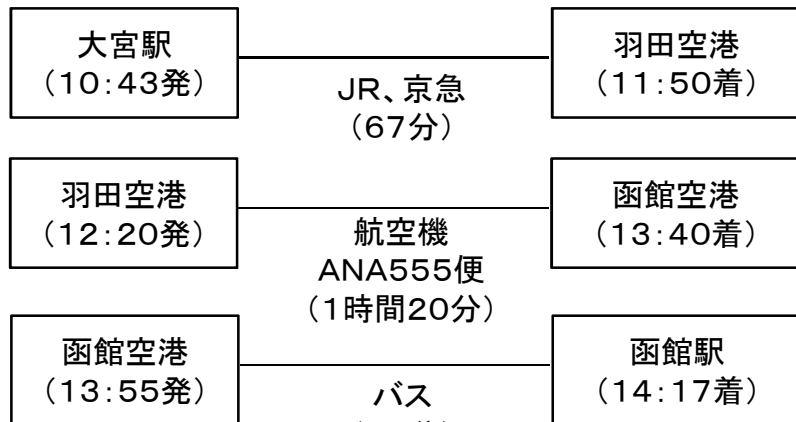 大宮駅
(10:43発)
羽田空港
(11:50着)
JR、京急
(67分)
羽田空港
(12:20発)
函館空港
(13:40着)
航空機
ANA555便
(1時間20分)
函館空港
(13:55発)
函館駅
(14:17着)
バス